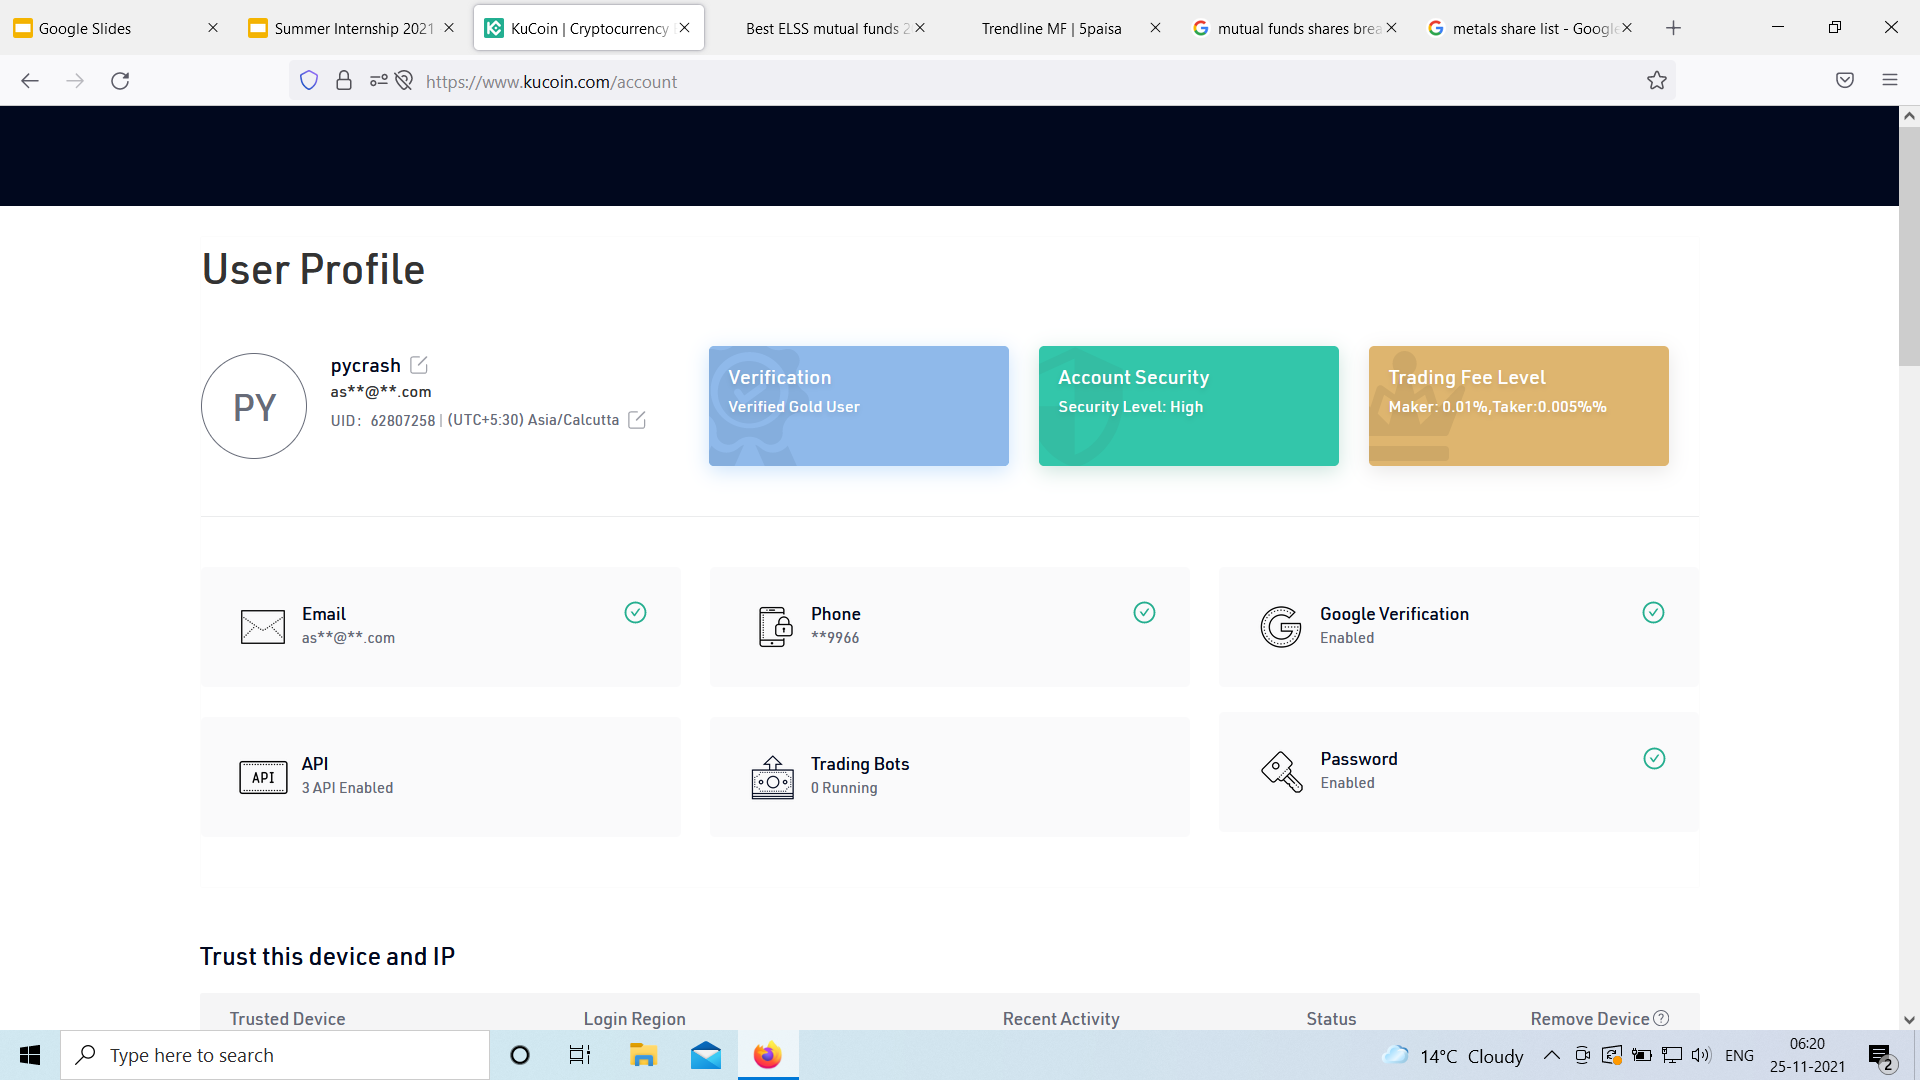 Google Slides
Summer Internship 2021
KuCoin | Cryptocurrency
Best ELSS mutual funds 2
Trendline MF | 5paisa
mutual funds shares brea
metals share list - Google
https://www.kucoin.com/account
User Profile
PY
pycrash
as**@**.com
UID: 62807258 | (UTC+5:30) Asia/Calcutta
Verification
Verified Gold User
Account Security
Security Level: High
Trading Fee Level
Maker: 0.01%,Taker:0.005%%
Email
as**@**.com
Phone
**9966
Google Verification
Enabled
API
API
3 API Enabled
Trading Bots
0 Running
Password
Enabled
Trust this device and IP
Trusted Device Login Region Recent Activity Status Remove Device ?
Type here to search
14°C Cloudy
ENG
06:20
25-11-2021
2